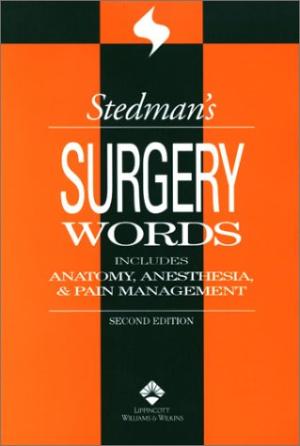 Stedman's
SURGERY
WORDS
INCLUDES
ANATOMY, ANESTHESIA,
& PAIN MANAGEMENT
SECOND EDITION
LIPPINCOTT
WILLIAMS & WILKINS